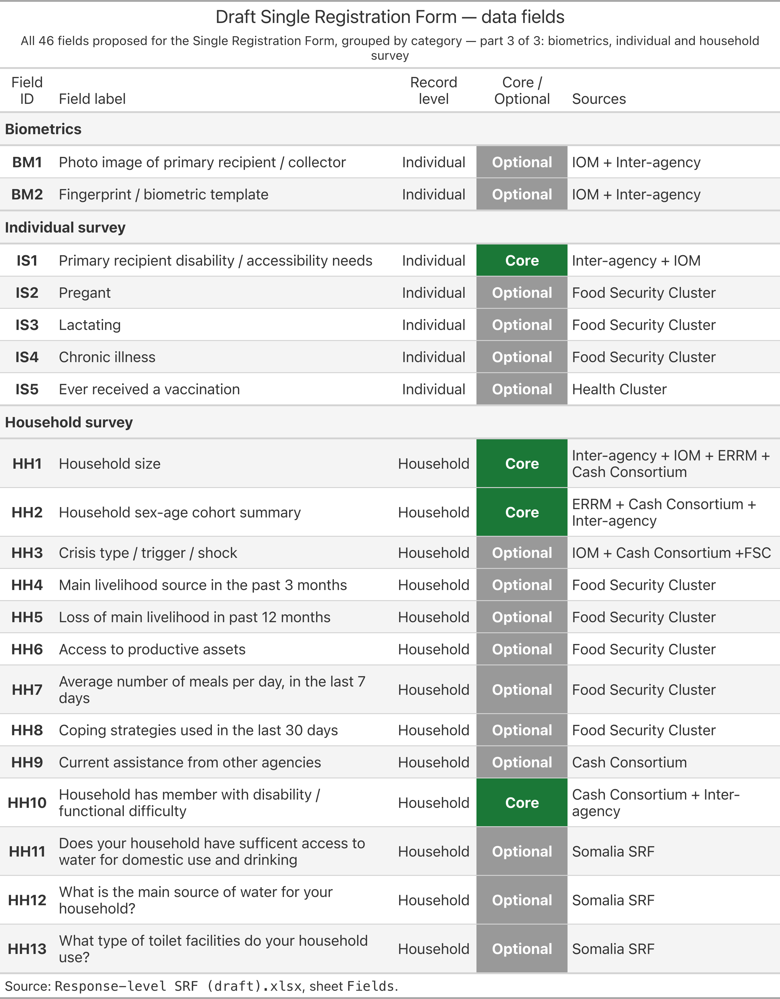 Draft Single Registration Form — data fields
All 46 fields proposed for the Single Registration Form, grouped by category — part 3 of 3: biometrics, individual and household
survey
Field ID Field label Record level Core / Optional Sources
Biometrics
BM1 Photo image of primary recipient / collector Individual Optional IOM + Inter-agency
BM2 Fingerprint / biometric template Individual Optional IOM + Inter-agency
Individual survey
IS1 Primary recipient disability / accessibility needs Individual Core Inter-agency + IOM
IS2 Pregant Individual Optional Food Security Cluster
IS3 Lactating Individual Optional Food Security Cluster
IS4 Chronic illness Individual Optional Food Security Cluster
IS5 Ever received a vaccination Individual Optional Health Cluster
Household survey
HH1 Household size Household Core Inter-agency + IOM + ERRM + Cash Consortium
HH2 Household sex-age cohort summary Household Core ERRM + Cash Consortium + Inter-agency
HH3 Crisis type / trigger / shock Household Optional IOM + Cash Consortium +FSC
HH4 Main livelihood source in the past 3 months Household Optional Food Security Cluster
HH5 Loss of main livelihood in past 12 months Household Optional Food Security Cluster
HH6 Access to productive assets Household Optional Food Security Cluster
HH7 Average number of meals per day, in the last 7 days Household Optional Food Security Cluster
HH8 Coping strategies used in the last 30 days Household Optional Food Security Cluster
HH9 Current assistance from other agencies Household Optional Cash Consortium
HH10 Household has member with disability / functional difficulty Household Core Cash Consortium + Inter-agency
HH11 Does your household have sufficent access to water for domestic use and drinking Household Optional Somalia SRF
HH12 What is the main source of water for your household? Household Optional Somalia SRF
HH13 What type of toilet facilities do your household use? Household Optional Somalia SRF
Source: Response-level SRF (draft).xlsx, sheet Fields.